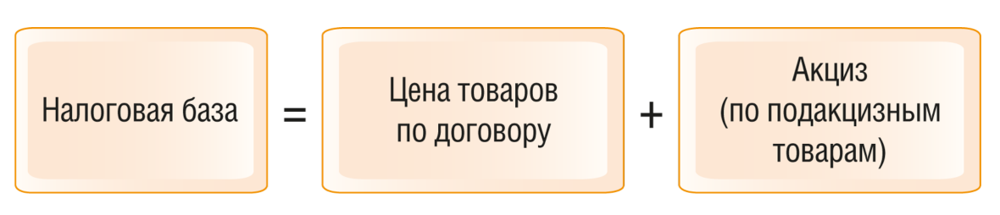 Налоговая база
=
Цена товаров
по договору
+
Акциз
(по подакцизным
товарам)